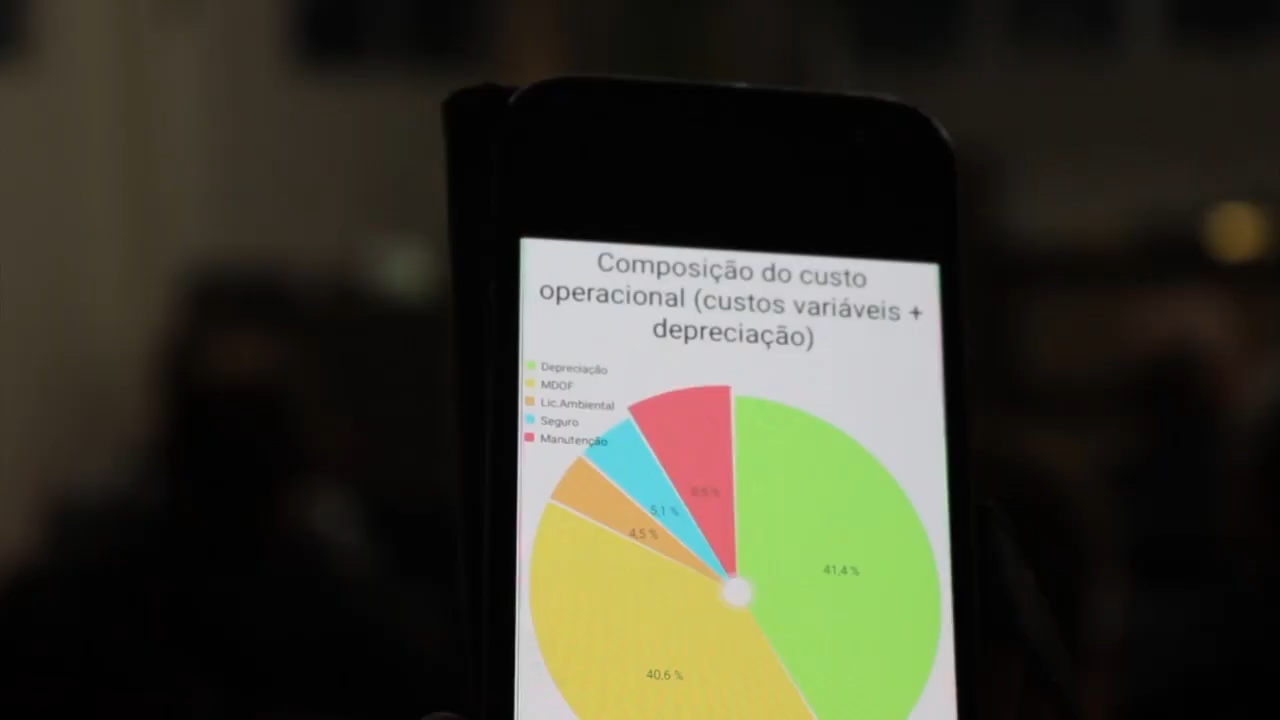 Composição do custo
operacional (custos variáveis +
depreciação)
Depreciação
MDOF
Lic.Ambiental
Seguro
Manutenção
5,1 %
4,5 %
41,4 %
40,6 %